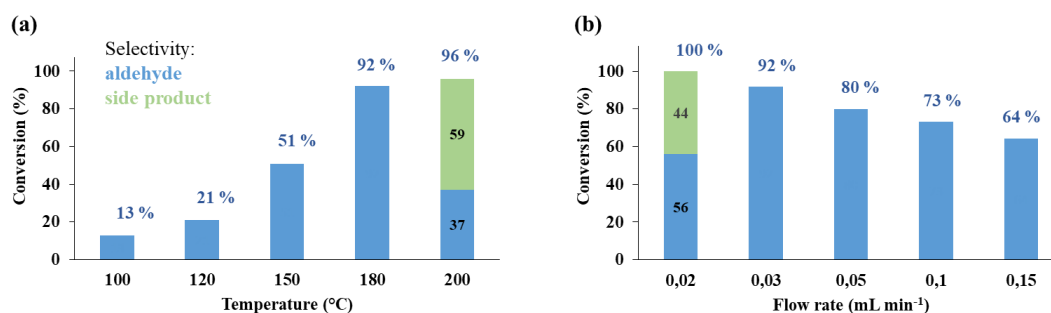 (a)
Selectivity:
aldehyde
side product
Conversion (%)
100
80
60
40
20
0
13 %
21 %
51 %
92 %
96 %
59
37
100 120 150 180 200
Temperature (°C)
(b)
Conversion (%)
100
80
60
40
20
0
100 %
92 %
80 %
73 %
64 %
44
56
0,02 0,03 0,05 0,1 0,15
Flow rate (mL min⁻¹)